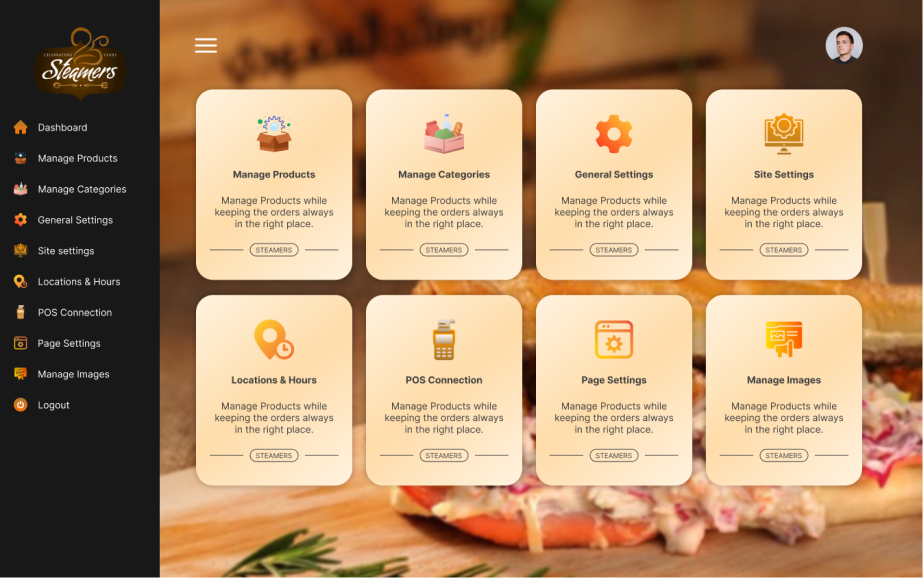 CELEBRATING 25 YEARS
Steamers
Dashboard
Manage Products
Manage Categories
General Settings
Site settings
Locations & Hours
POS Connection
Page Settings
Manage Images
Logout
Manage Products
Manage Products while
keeping the orders always
in the right place.
STEAMERS
Manage Categories
Manage Products while
keeping the orders always
in the right place.
STEAMERS
General Settings
Manage Products while
keeping the orders always
in the right place.
STEAMERS
Site Settings
Manage Products while
keeping the orders always
in the right place.
STEAMERS
Locations & Hours
Manage Products while
keeping the orders always
in the right place.
STEAMERS
POS Connection
Manage Products while
keeping the orders always
in the right place.
STEAMERS
Page Settings
Manage Products while
keeping the orders always
in the right place.
STEAMERS
Manage Images
Manage Products while
keeping the orders always
in the right place.
STEAMERS